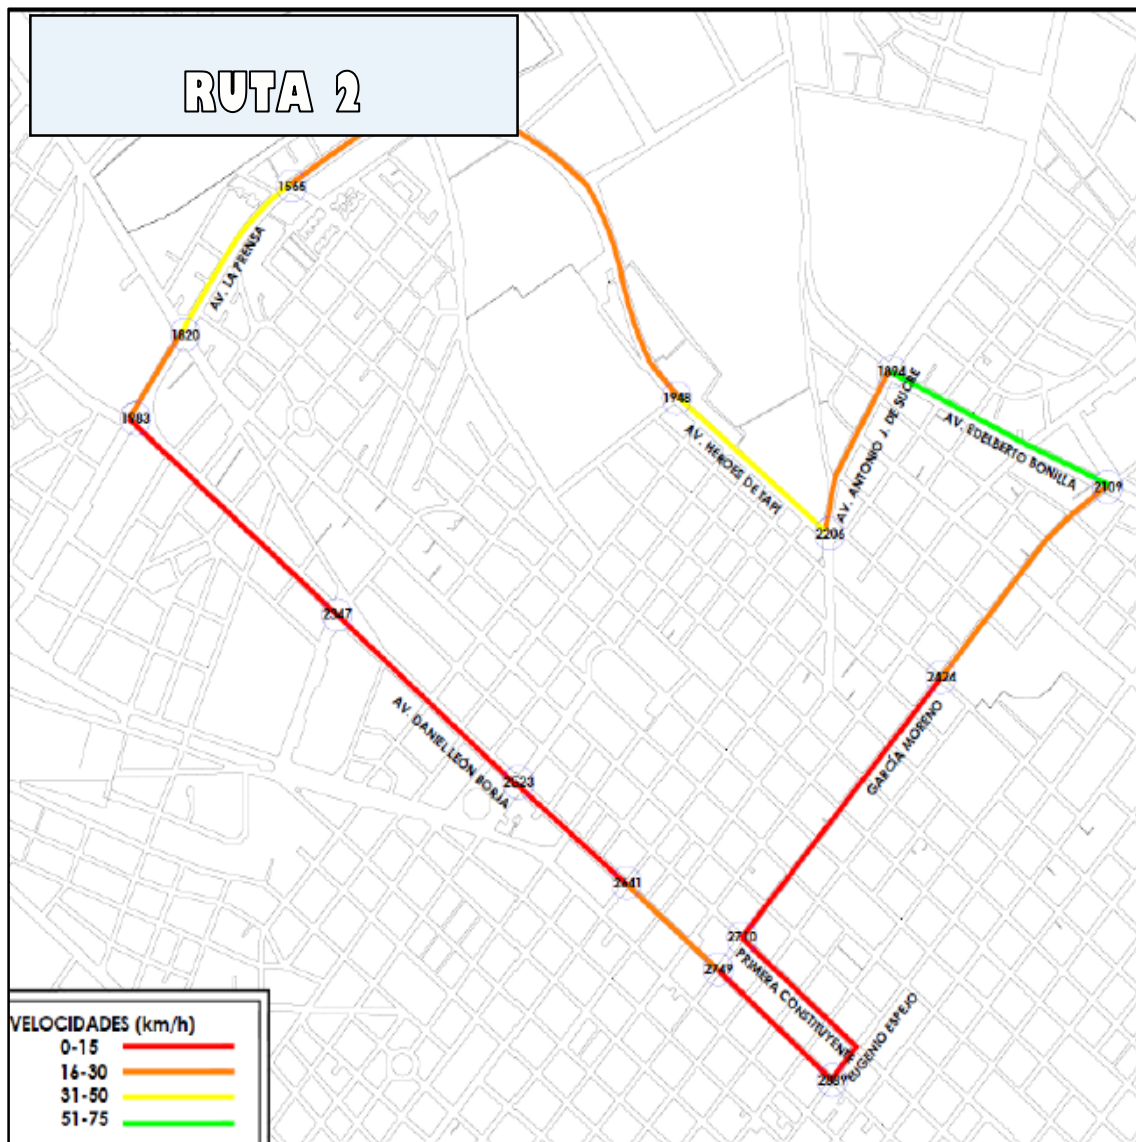 RUTA 2
1566
AV. LA PRENSA
1820
1983
1948
AV. HEROES DE TAPI
2206
AV. ANTONIO J. DE SUCRE
1894
AV. EDELBERTO BONILLA
2109
2347
AV. DANIEL LEÓN BORJA
2424
GARCÍA MORENO
2641
2710
2749
PRIMERA CONSTITUYENTE
EUGENIO ESPEJO
VELOCIDADES (km/h)
0-15
16-30
31-50
51-75